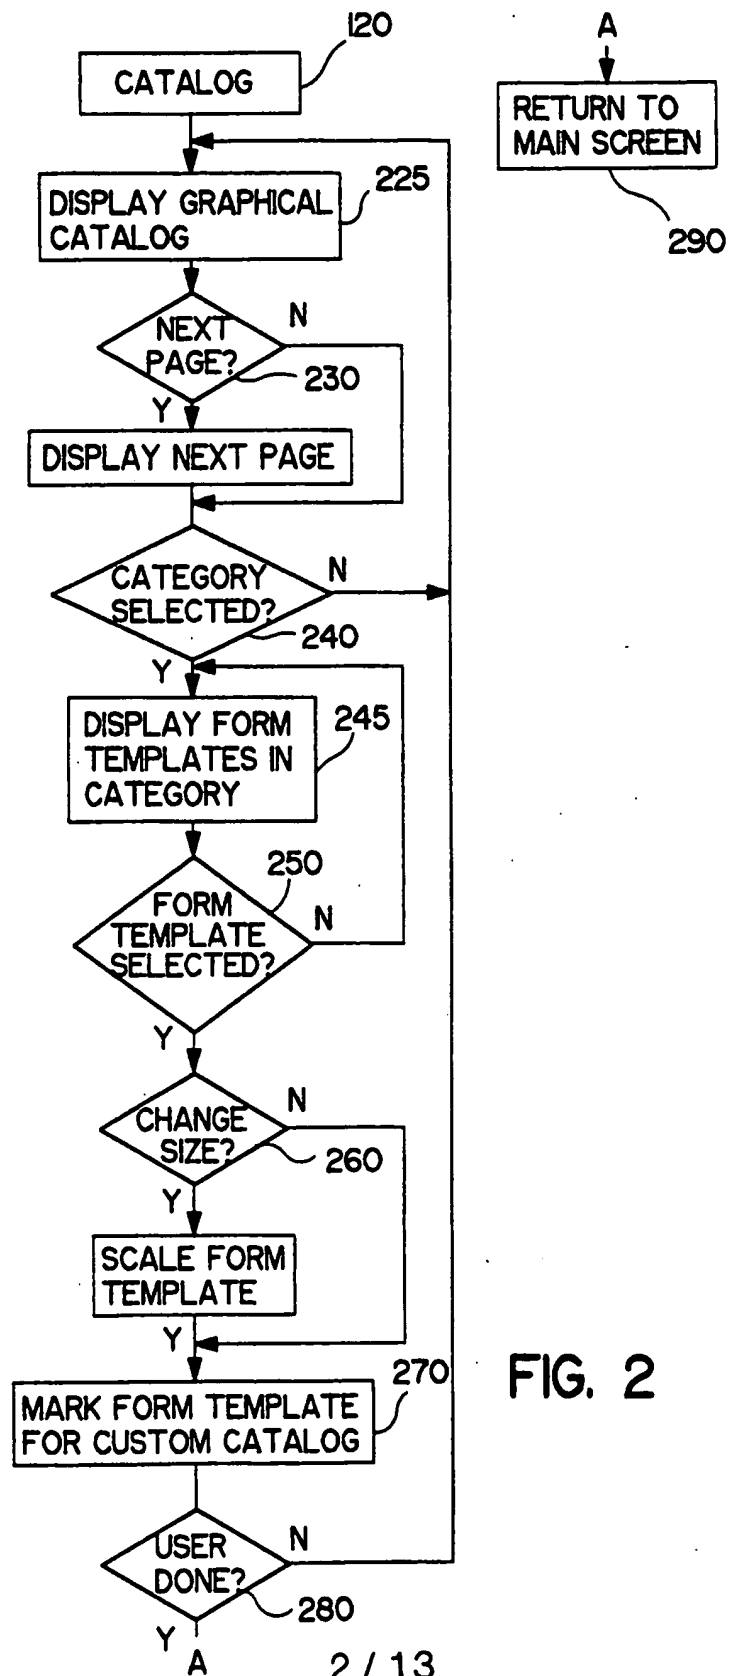 120
CATALOG
A
RETURN TO
MAIN SCREEN
290
225
DISPLAY GRAPHICAL
CATALOG
N
NEXT
PAGE?
230
Y
DISPLAY NEXT PAGE
N
CATEGORY
SELECTED?
240
Y
DISPLAY FORM
TEMPLATES IN
CATEGORY
245
250
FORM
TEMPLATE
SELECTED?
N
Y
N
CHANGE
SIZE?
260
Y
SCALE FORM
TEMPLATE
Y
270
MARK FORM TEMPLATE
FOR CUSTOM CATALOG
FIG. 2
N
USER
DONE?
280
Y
A
2/13